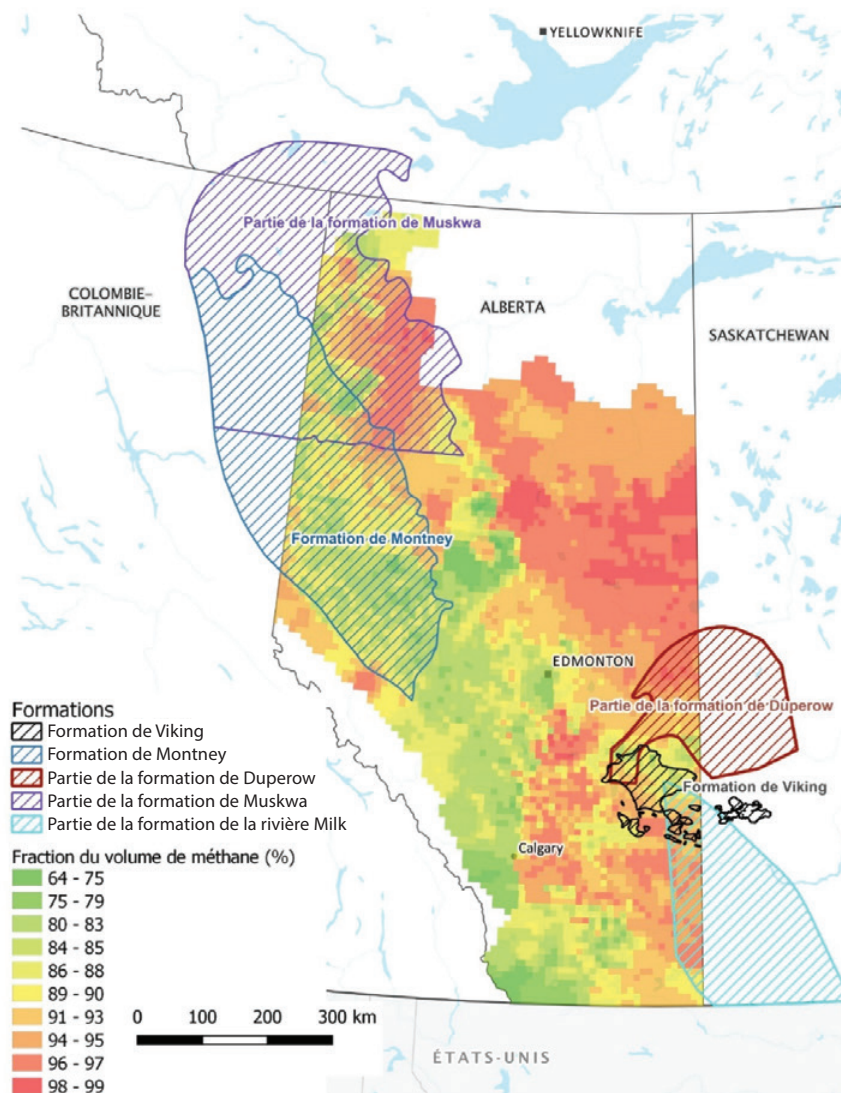 YELLOWKNIFE
Partie de la formation de Muskwa
COLOMBIE–
BRITANNIQUE
ALBERTA
SASKATCHEWAN
Formation de Montney
EDMONTON
Partie de la formation de Duperow
Formation de Viking
Calgary
Formations
Formation de Viking
Formation de Montney
Partie de la formation de Duperow
Partie de la formation de Muskwa
Partie de la formation de la rivière Milk
Fraction du volume de méthane (%)
64 - 75
75 - 79
80 - 83
84 - 85
86 - 88
89 - 90
91 - 93
94 - 95
96 - 97
98 - 99
0 100 200 300 km
ÉTATS-UNIS